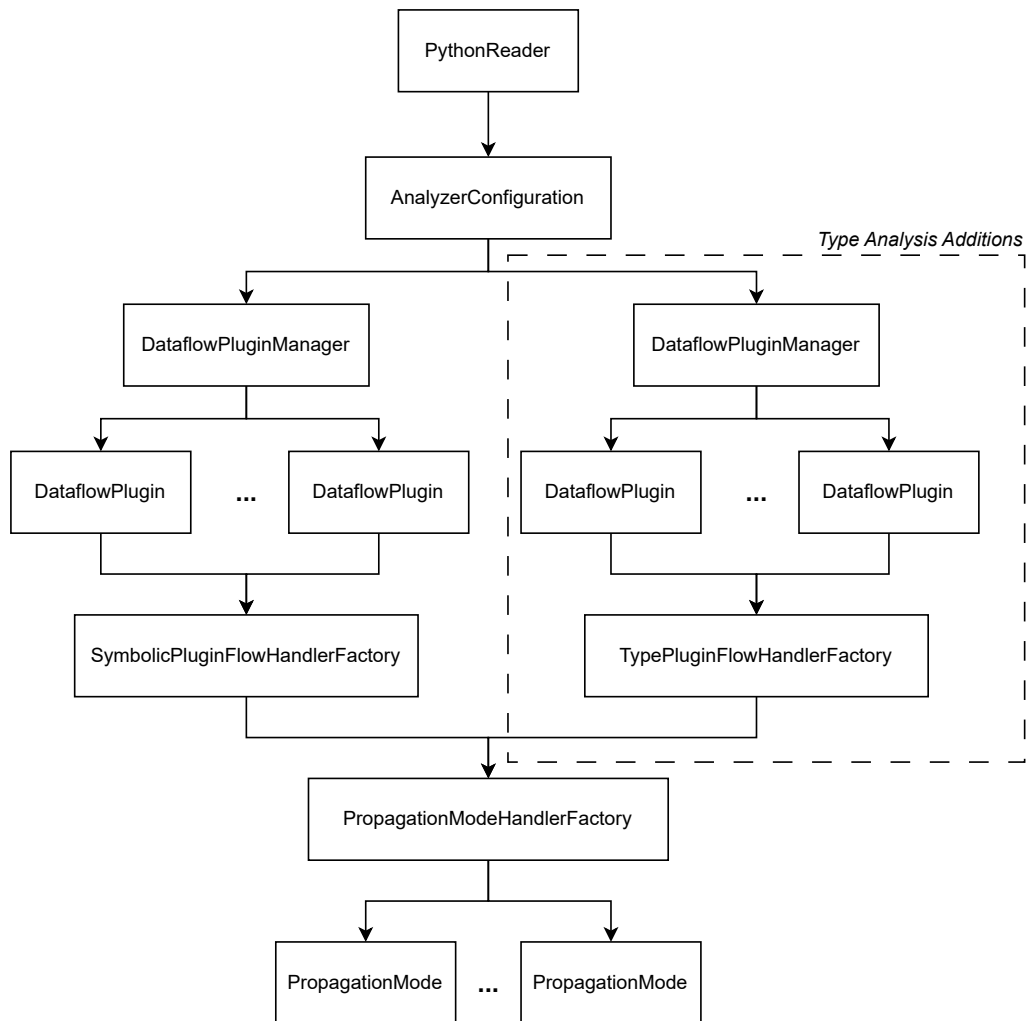 PythonReader
AnalyzerConfiguration
Type Analysis Additions
DataflowPluginManager
DataflowPluginManager
DataflowPlugin
...
DataflowPlugin
DataflowPlugin
...
DataflowPlugin
SymbolicPluginFlowHandlerFactory
TypePluginFlowHandlerFactory
PropagationModeHandlerFactory
PropagationMode
...
PropagationMode